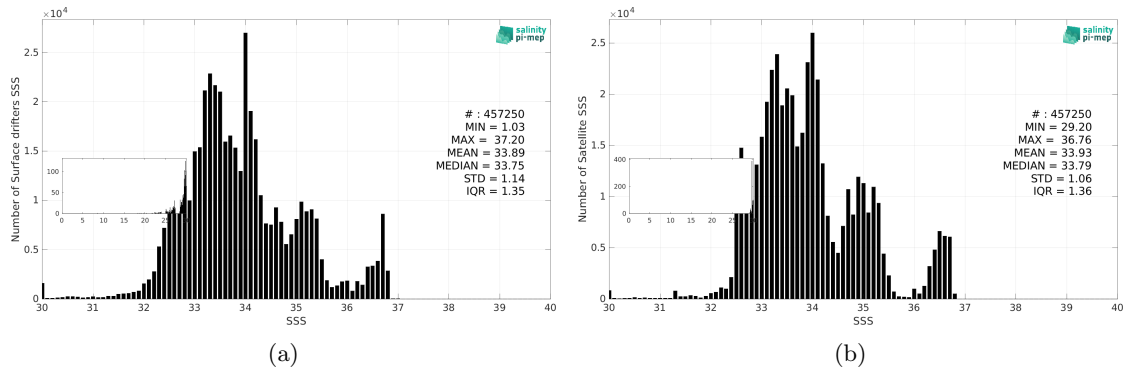 ×10⁴
salinity
pi-mep
Number of Surface drifters SSS
2.5
2
1.5
1
0.5
0
# : 457250
MIN = 1.03
MAX = 37.20
MEAN = 33.89
MEDIAN = 33.75
STD = 1.14
IQR = 1.35
100
50
0
0 5 10 15 20 25
30 31 32 33 34 35 36 37 38 39 40
SSS
(a)
×10⁴
salinity
pi-mep
Number of Satellite SSS
2.5
2
1.5
1
0.5
0
# : 457250
MIN = 29.20
MAX = 36.76
MEAN = 33.93
MEDIAN = 33.79
STD = 1.06
IQR = 1.36
400
200
0
0 5 10 15 20 25
30 31 32 33 34 35 36 37 38 39 40
SSS
(b)